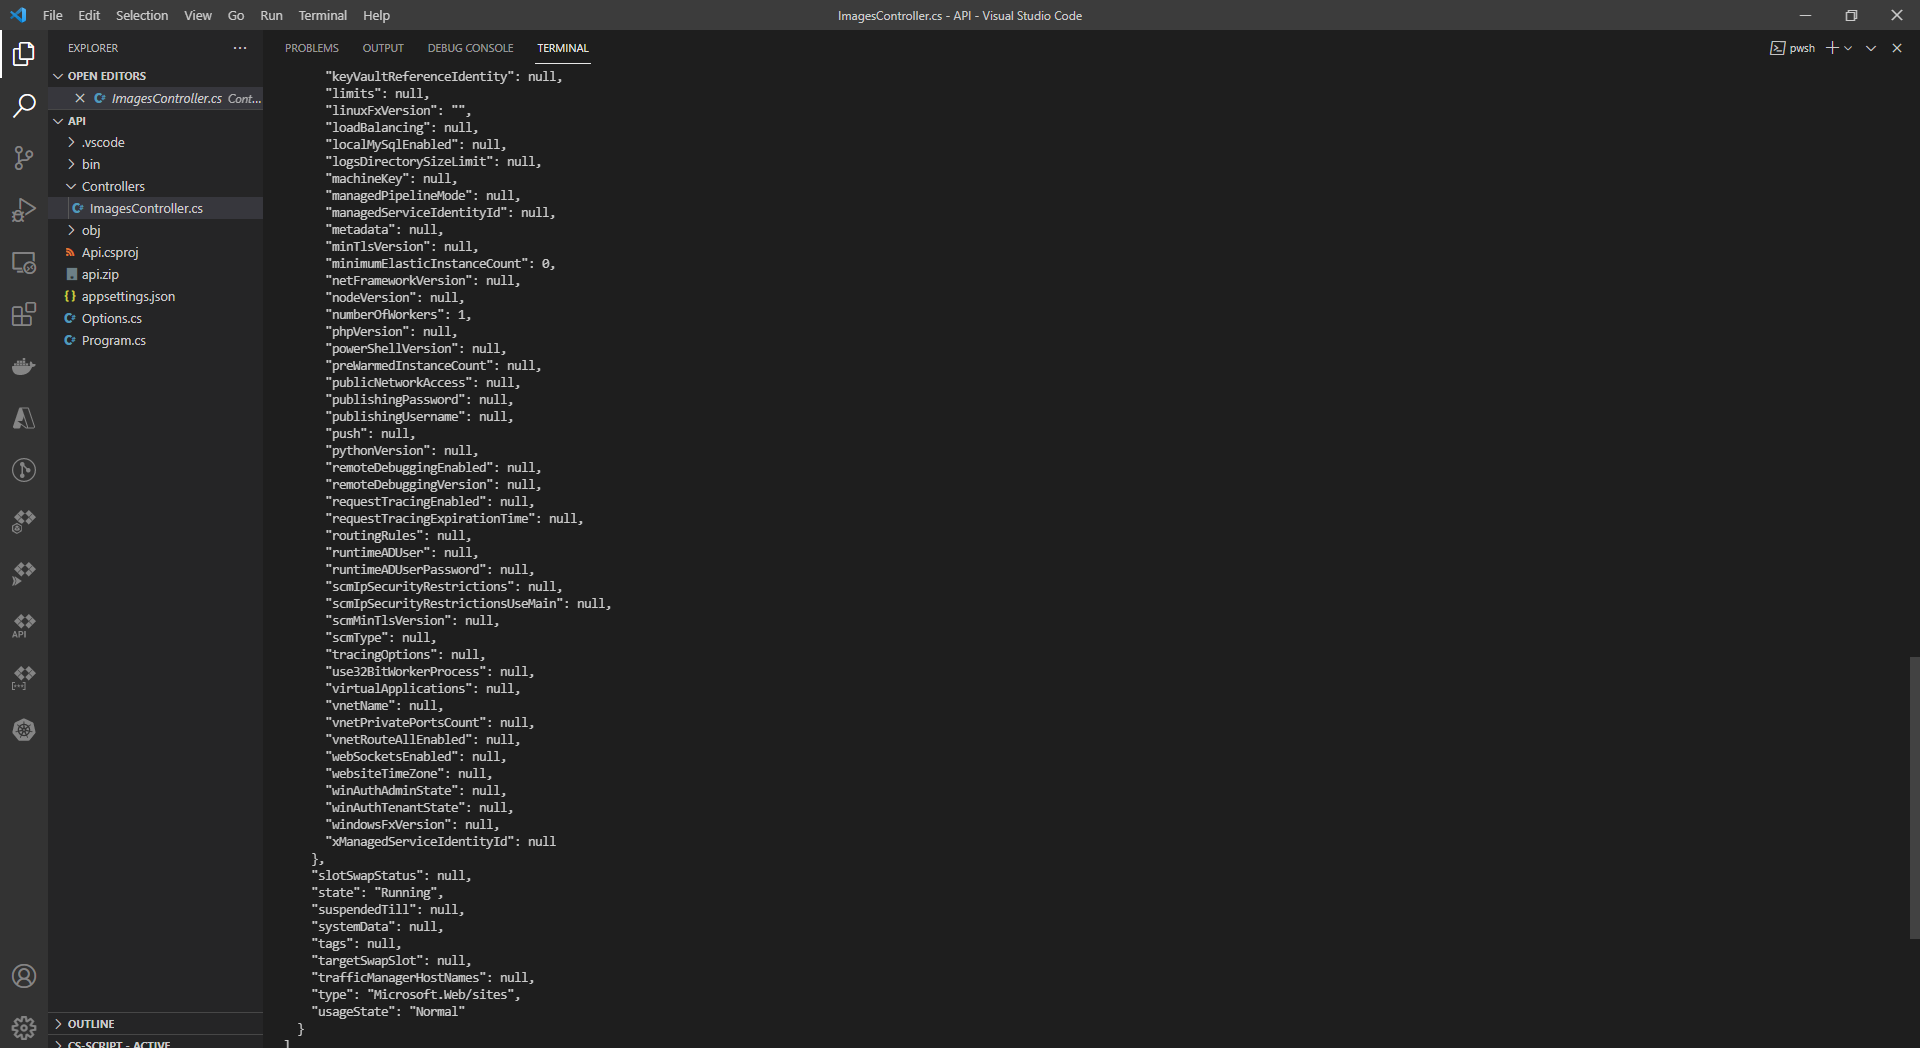 File Edit Selection View Go Run Terminal Help
ImagesController.cs - API - Visual Studio Code
EXPLORER
OPEN EDITORS
ImagesController.cs Cont...
API
.vscode
bin
Controllers
ImagesController.cs
obj
Api.csproj
api.zip
appsettings.json
Options.cs
Program.cs
API
OUTLINE
CS-SCRIPT - ACTIVE
PROBLEMS OUTPUT DEBUG CONSOLE TERMINAL
pwsh
"keyVaultReferenceIdentity": null,
"limits": null,
"linuxFxVersion": "",
"loadBalancing": null,
"localMySqlEnabled": null,
"logsDirectorySizeLimit": null,
"machineKey": null,
"managedPipelineMode": null,
"managedServiceIdentityId": null,
"metadata": null,
"minTlsVersion": null,
"minimumElasticInstanceCount": 0,
"netFrameworkVersion": null,
"nodeVersion": null,
"numberOfWorkers": 1,
"phpVersion": null,
"powerShellVersion": null,
"preWarmedInstanceCount": null,
"publicNetworkAccess": null,
"publishingPassword": null,
"publishingUsername": null,
"push": null,
"pythonVersion": null,
"remoteDebuggingEnabled": null,
"remoteDebuggingVersion": null,
"requestTracingEnabled": null,
"requestTracingExpirationTime": null,
"routingRules": null,
"runtimeADUser": null,
"runtimeADUserPassword": null,
"scmIpSecurityRestrictions": null,
"scmIpSecurityRestrictionsUseMain": null,
"scmMinTlsVersion": null,
"scmType": null,
"tracingOptions": null,
"use32BitWorkerProcess": null,
"virtualApplications": null,
"vnetName": null,
"vnetPrivatePortsCount": null,
"vnetRouteAllEnabled": null,
"webSocketsEnabled": null,
"websiteTimeZone": null,
"winAuthAdminState": null,
"winAuthTenantState": null,
"windowsFxVersion": null,
"xManagedServiceIdentityId": null
},
"slotSwapStatus": null,
"state": "Running",
"suspendedTill": null,
"systemData": null,
"tags": null,
"targetSwapSlot": null,
"trafficManagerHostNames": null,
"type": "Microsoft.Web/sites",
"usageState": "Normal"
}
]